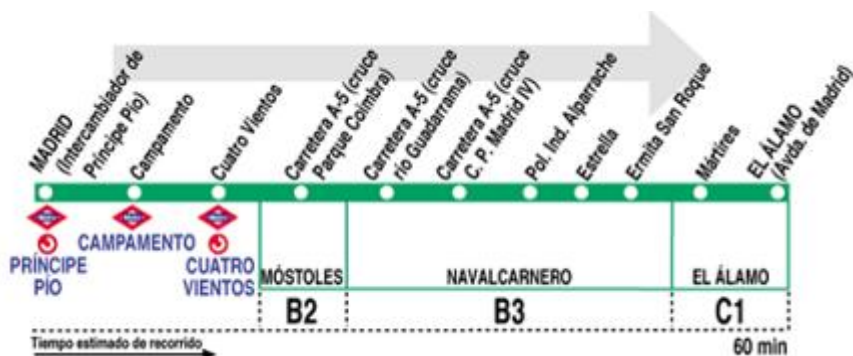 MADRID
(Intercambiador de
Príncipe Pío)
Campamento
Cuatro Vientos
Carretera A-5 (cruce
Parque Coimbra)
Carretera A-5 (cruce
río Guadarrama)
Carretera A-5 (cruce
C. P. Madrid IV)
Pol. Ind. Alparrache
Estrella
Ermita San Roque
Mártires
EL ÁLAMO
(Avda. de Madrid)
PRÍNCIPE
PÍO
CAMPAMENTO
CUATRO
VIENTOS
MÓSTOLES
NAVALCARNERO
EL ÁLAMO
B2
B3
C1
Tiempo estimado de recorrido
60 min